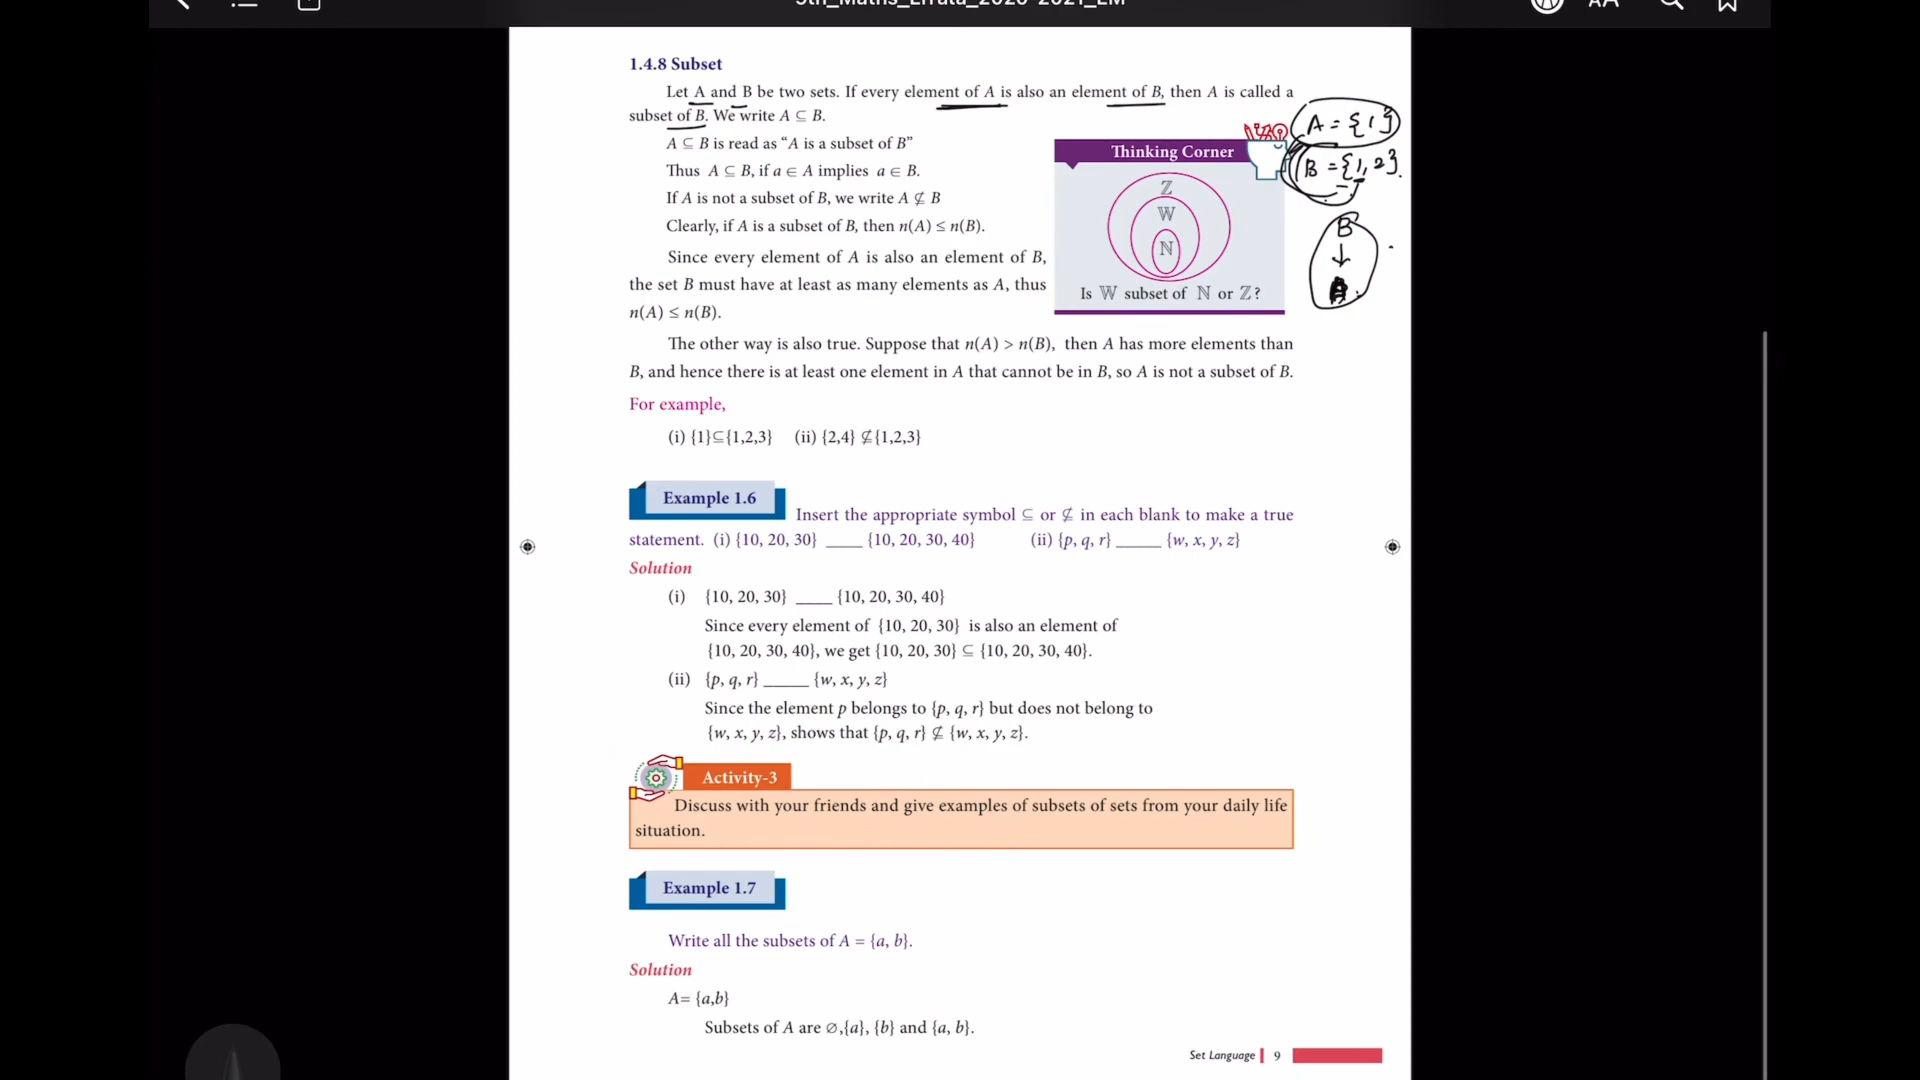 9th_Maths_Errata_2020-2021_EM
AA
1.4.8 Subset
Let A and B be two sets. If every element of A is also an element of B, then A is called a
subset of B. We write A ⊆ B.
A ⊆ B is read as “A is a subset of B”
Thus A ⊆ B, if a ∈ A implies a ∈ B.
If A is not a subset of B, we write A ⊈ B
Clearly, if A is a subset of B, then n(A) ≤ n(B).
Since every element of A is also an element of B,
the set B must have at least as many elements as A, thus
n(A) ≤ n(B).
Thinking Corner
ℤ
𝕎
ℕ
Is 𝕎 subset of ℕ or ℤ?
A = {1}
B = {1, 2}.
B
↓
The other way is also true. Suppose that n(A) > n(B), then A has more elements than
B, and hence there is at least one element in A that cannot be in B, so A is not a subset of B.
For example,
(i) {1}⊆{1,2,3} (ii) {2,4} ⊈{1,2,3}
Example 1.6
Insert the appropriate symbol ⊆ or ⊈ in each blank to make a true
statement. (i) {10, 20, 30} ____ {10, 20, 30, 40} (ii) {p, q, r} _____ {w, x, y, z}
Solution
(i) {10, 20, 30} ____ {10, 20, 30, 40}
Since every element of {10, 20, 30} is also an element of
{10, 20, 30, 40}, we get {10, 20, 30} ⊆ {10, 20, 30, 40}.
(ii) {p, q, r} _____ {w, x, y, z}
Since the element p belongs to {p, q, r} but does not belong to
{w, x, y, z}, shows that {p, q, r} ⊈ {w, x, y, z}.
Activity-3
Discuss with your friends and give examples of subsets of sets from your daily life
situation.
Example 1.7
Write all the subsets of A = {a, b}.
Solution
A= {a,b}
Subsets of A are ∅,{a}, {b} and {a, b}.
Set Language 9